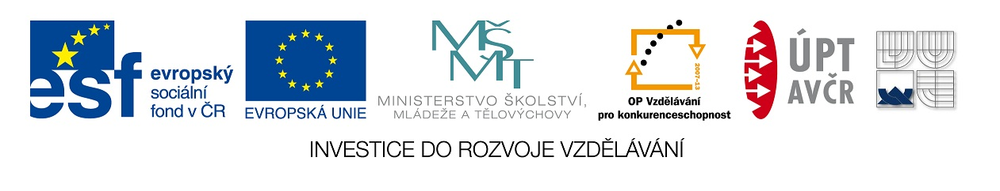 esf
evropský
sociální
fond v ČR
EVROPSKÁ UNIE
MŠMT
MINISTERSTVO ŠKOLSTVÍ,
MLÁDEŽE A TĚLOVÝCHOVY
2007-13
OP Vzdělávání
pro konkurenceschopnost
ÚPT
AVČR
INVESTICE DO ROZVOJE VZDĚLÁVÁNÍ